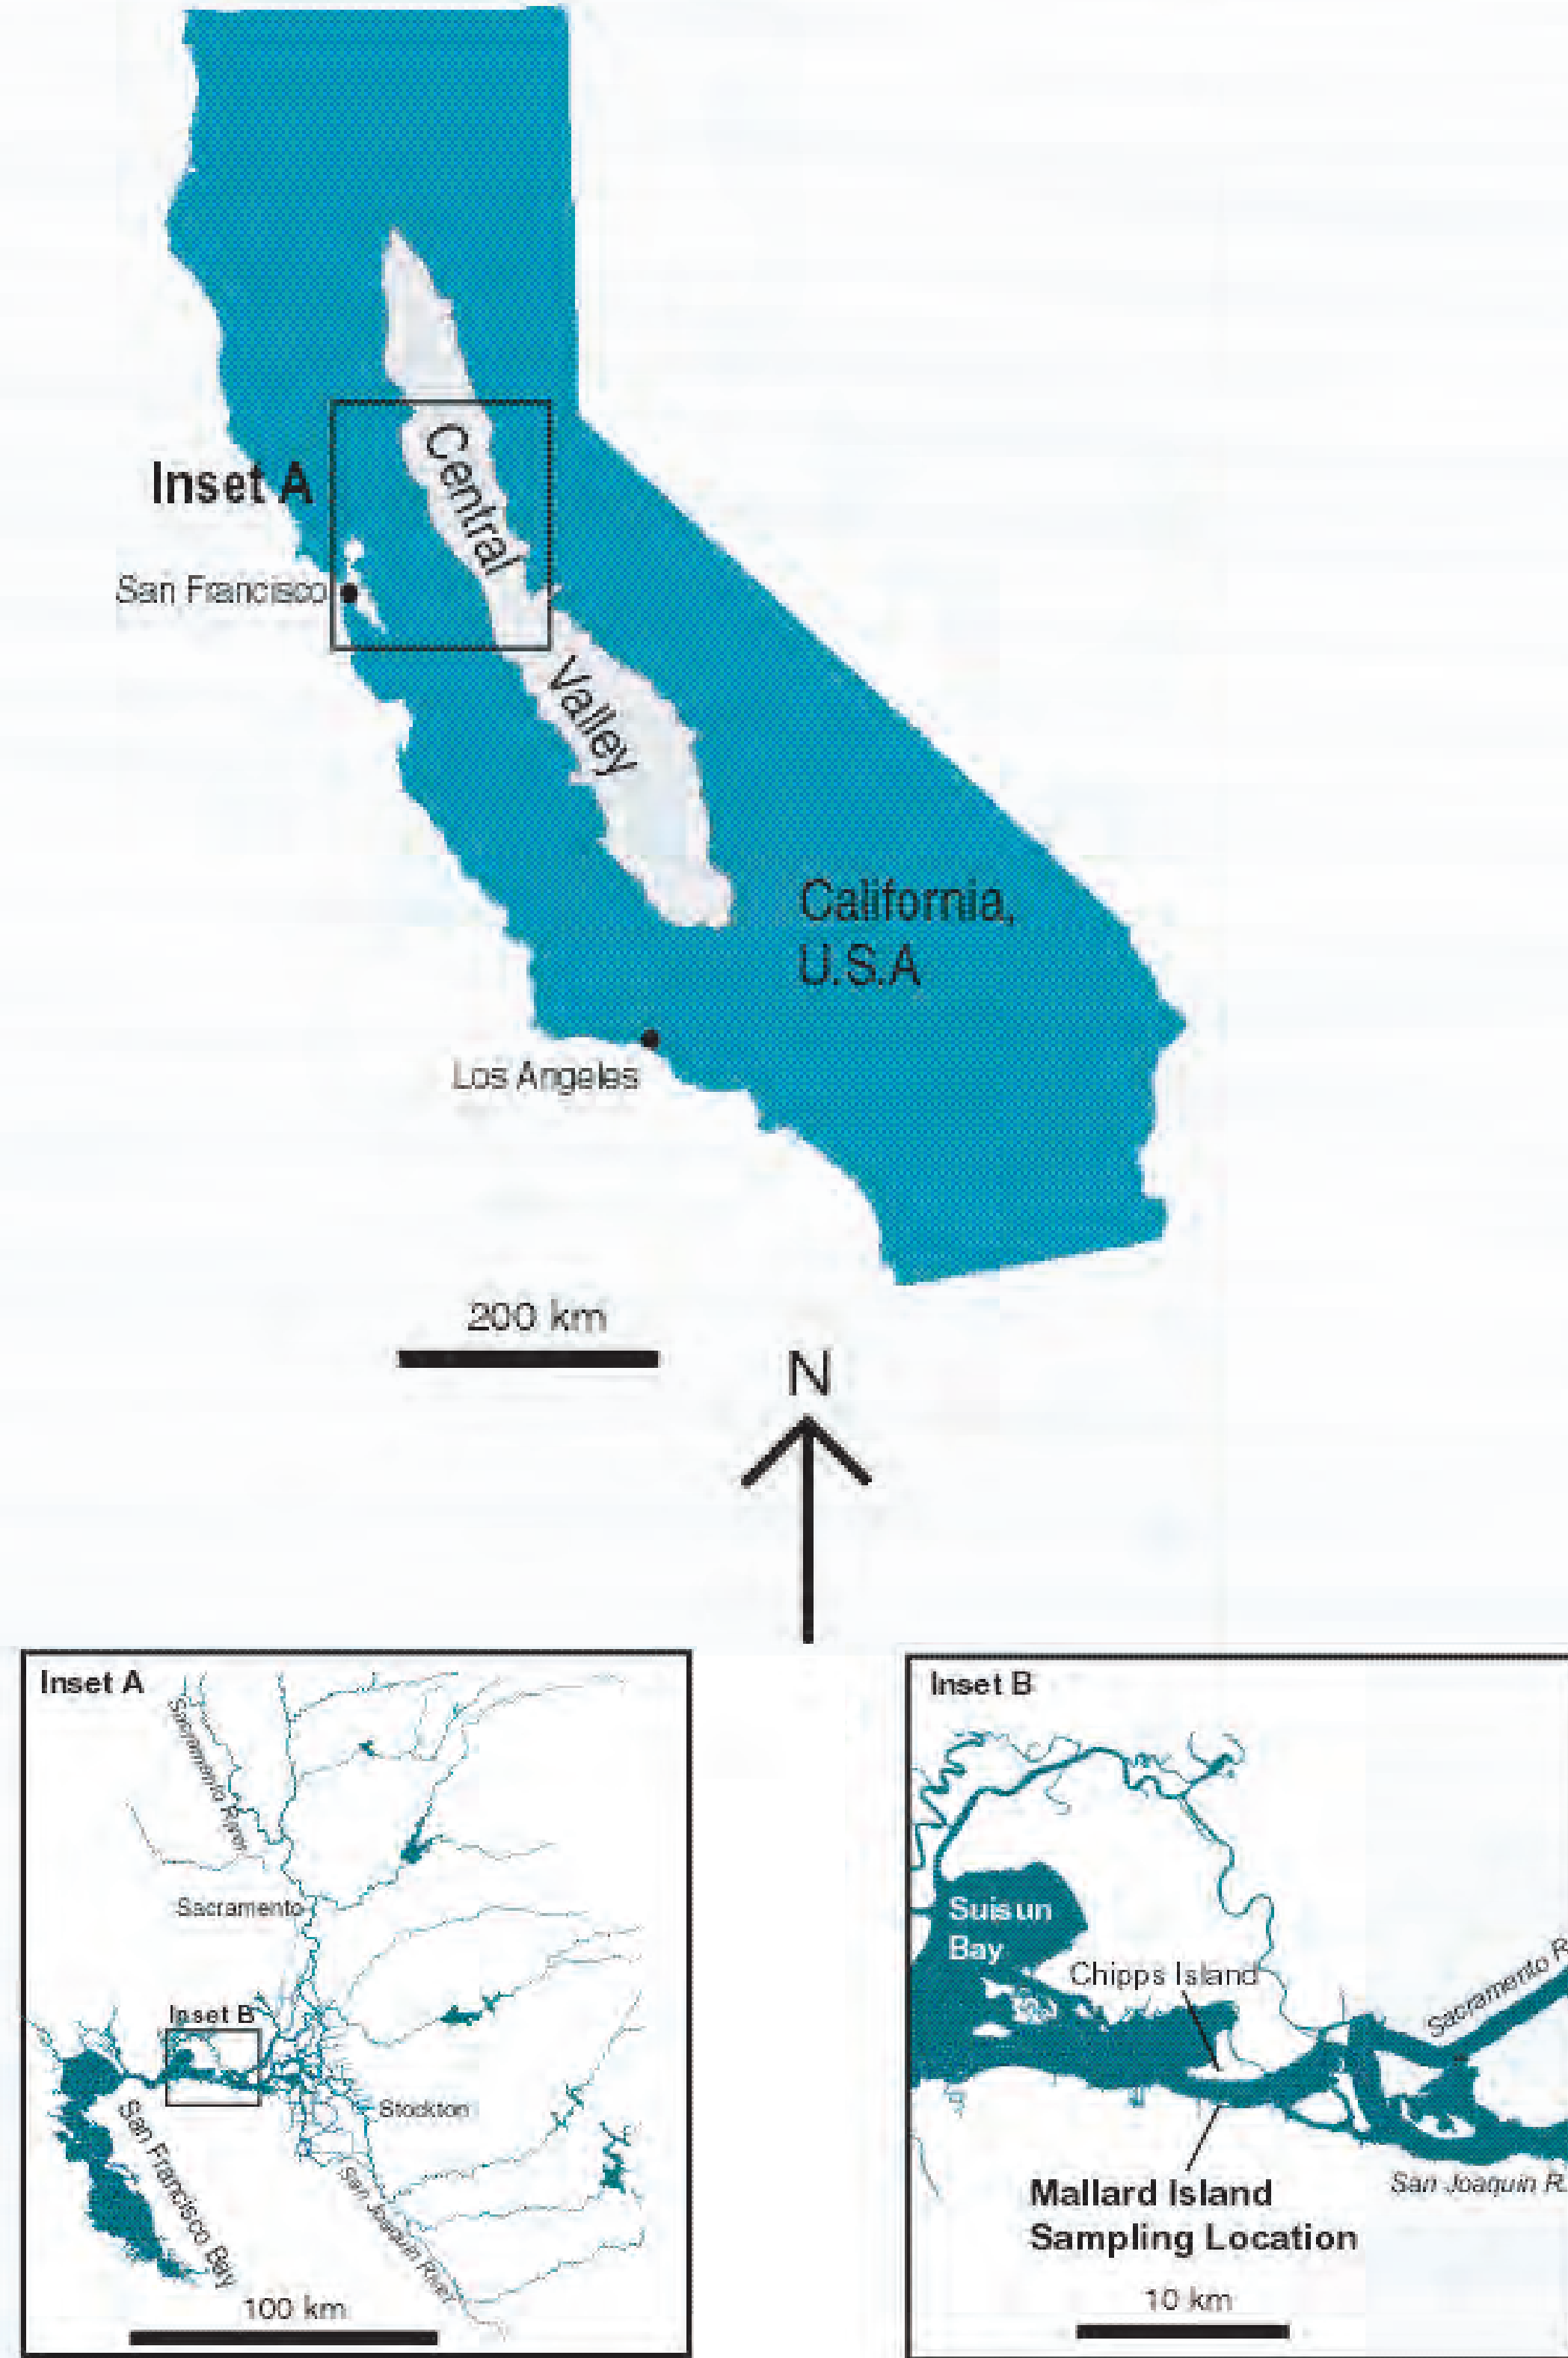 Central
Valley
Inset A
San Francisco
California,
U.S.A
Los Angeles
200 km
N
Inset A
Sacramento River
Sacramento
Inset B
Stockton
San Francisco Bay
San Joaquin River
100 km
Inset B
Suisun
Bay
Chipps Island
Sacramento R
Mallard Island
Sampling Location
San Joaquin R.
10 km